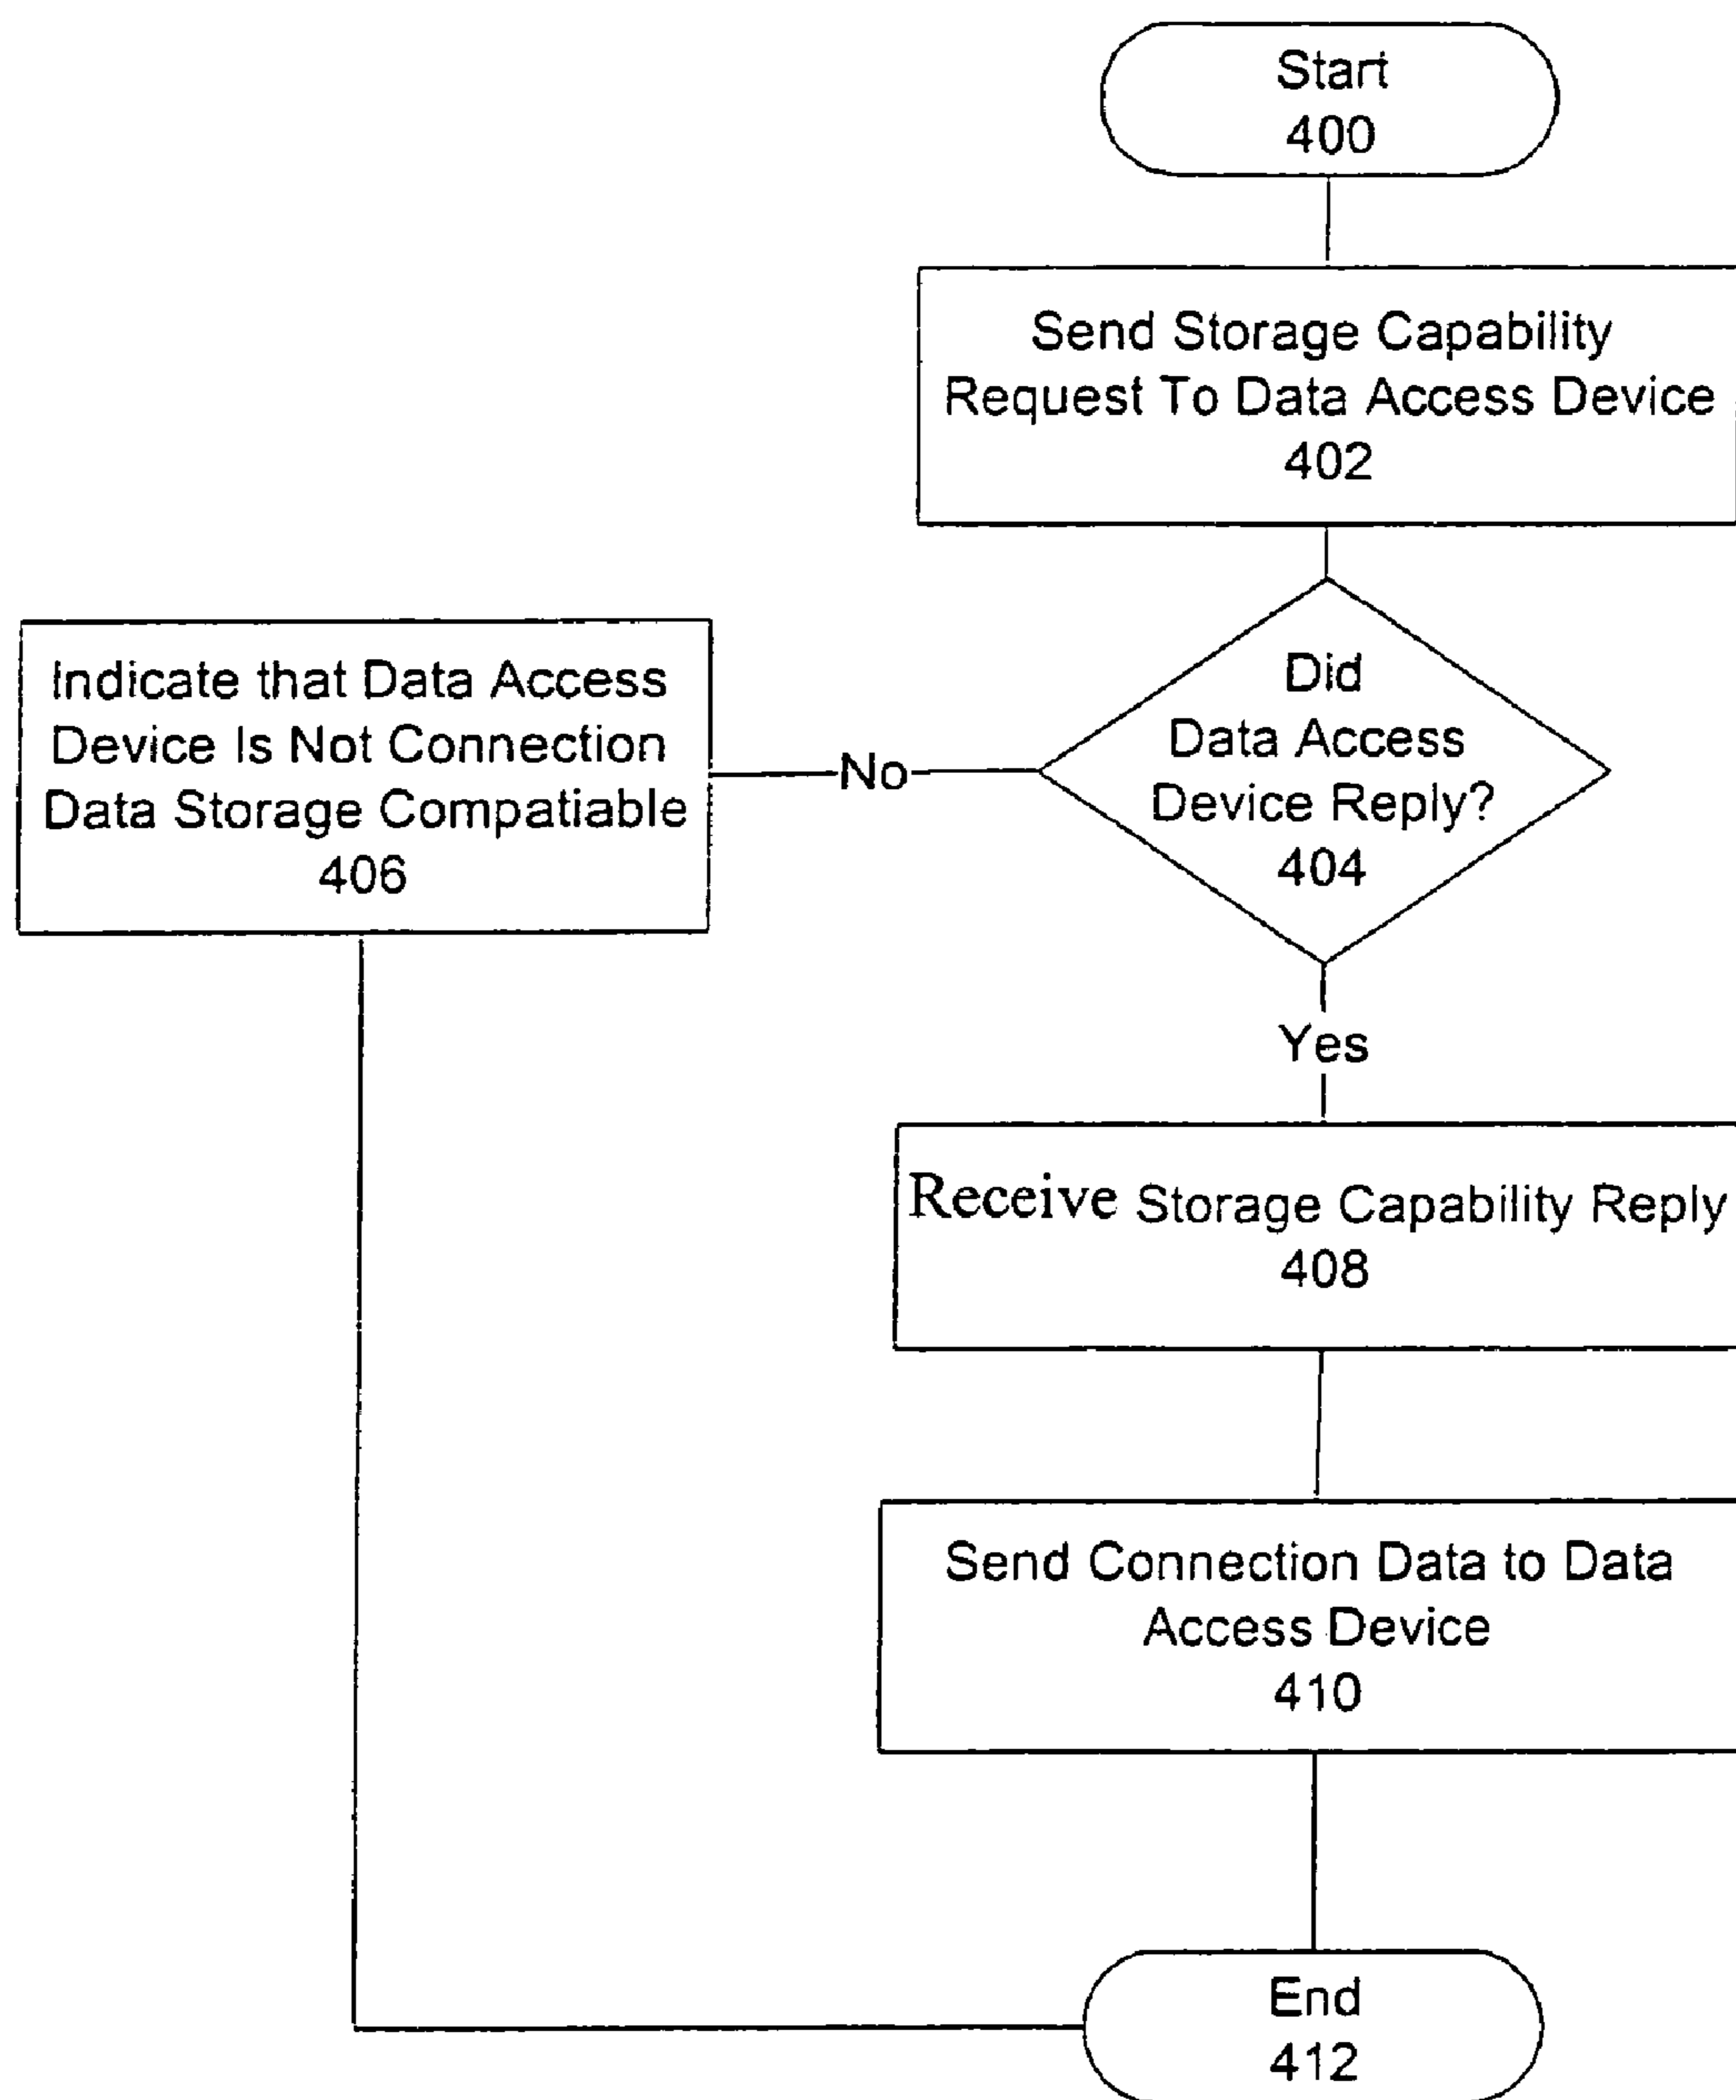 Start
400
Send Storage Capability
Request To Data Access Device
402
Did
Data Access
Device Reply?
404
No
Indicate that Data Access
Device Is Not Connection
Data Storage Compatiable
406
Yes
Receive Storage Capability Reply
408
Send Connection Data to Data
Access Device
410
End
412